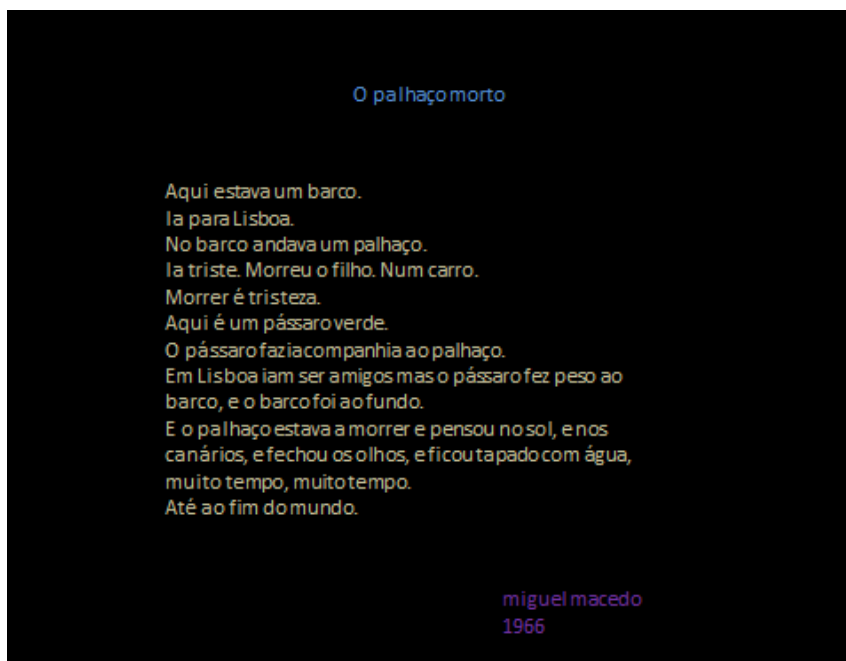 O palhaço morto
Aqui estava um barco.
Ia para Lisboa.
No barco andava um palhaço.
Ia triste. Morreu o filho. Num carro.
Morrer é tristeza.
Aqui é um pássaro verde.
O pássaro fazia companhia ao palhaço.
Em Lisboa iam ser amigos mas o pássaro fez peso ao
barco, e o barco foi ao fundo.
E o palhaço estava a morrer e pensou no sol, e nos
canários, e fechou os olhos, e ficou tapado com água,
muito tempo, muito tempo.
Até ao fim do mundo.
miguel macedo
1966